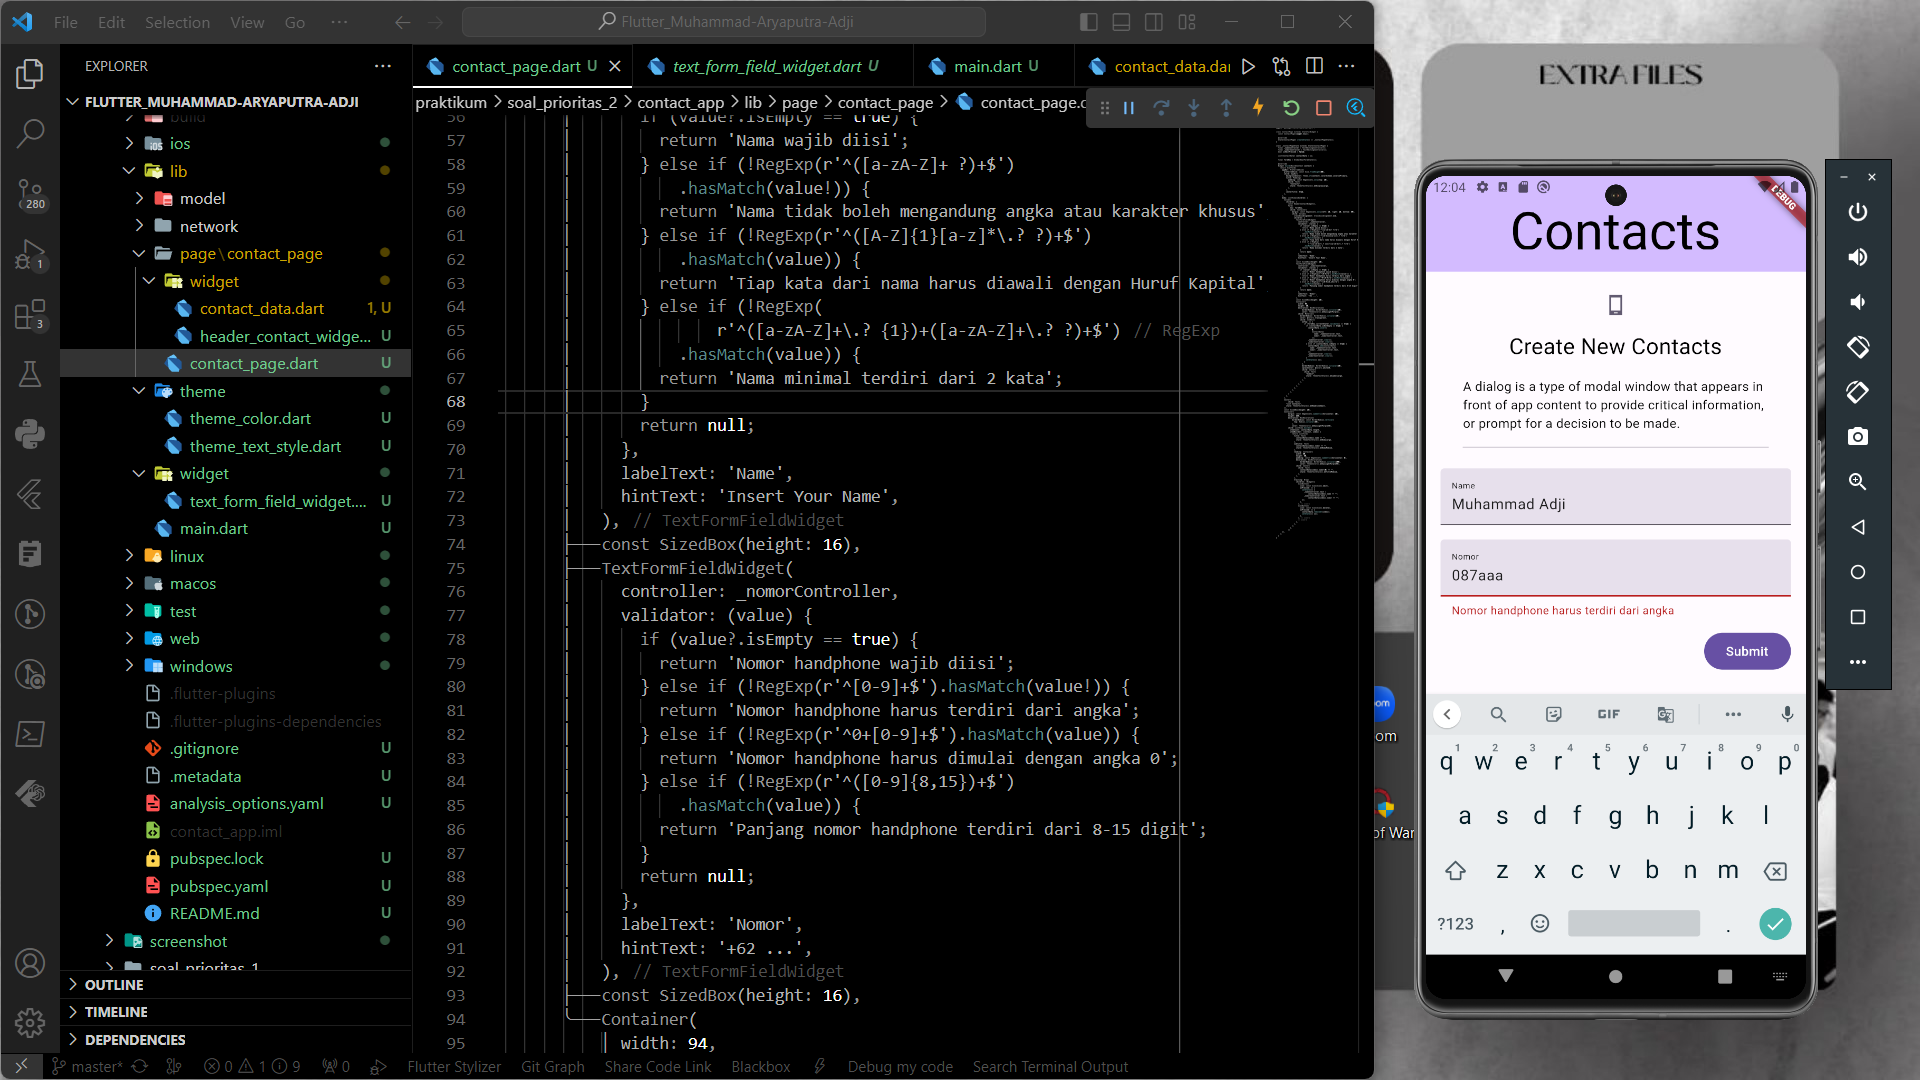 File Edit Selection View Go ··· Flutter_Muhammad-Aryaputra-Adji
EXPLORER
FLUTTER_MUHAMMAD-ARYAPUTRA-ADJI
build
ios
lib
model
network
page\contact_page
widget
contact_data.dart 1, U
header_contact_widge... U
contact_page.dart U
theme
theme_color.dart U
theme_text_style.dart U
widget
text_form_field_widget.... U
main.dart U
linux
macos
test
web
windows
.flutter-plugins
.flutter-plugins-dependencies
.gitignore U
.metadata U
analysis_options.yaml U
contact_app.iml
pubspec.lock U
pubspec.yaml U
README.md U
screenshot
soal_prioritas_1
OUTLINE
TIMELINE
DEPENDENCIES
280
1
3
contact_page.dart U text_form_field_widget.dart U main.dart U contact_data.dar
praktikum > soal_prioritas_2 > contact_app > lib > page > contact_page > contact_page.d
56 if (value?.isEmpty == true) {
57 return 'Nama wajib diisi';
58 } else if (!RegExp(r'^([a-zA-Z]+ ?)+$')
59 .hasMatch(value!)) {
60 return 'Nama tidak boleh mengandung angka atau karakter khusus'
61 } else if (!RegExp(r'^([A-Z]{1}[a-z]*\.? ?)+$')
62 .hasMatch(value)) {
63 return 'Tiap kata dari nama harus diawali dengan Huruf Kapital'
64 } else if (!RegExp(
65 r'^([a-zA-Z]+\.? {1})+([a-zA-Z]+\.? ?)+$') // RegExp
66 .hasMatch(value)) {
67 return 'Nama minimal terdiri dari 2 kata';
68 }
69 return null;
70 },
71 labelText: 'Name',
72 hintText: 'Insert Your Name',
73 ), // TextFormFieldWidget
74 const SizedBox(height: 16),
75 TextFormFieldWidget(
76 controller: _nomorController,
77 validator: (value) {
78 if (value?.isEmpty == true) {
79 return 'Nomor handphone wajib diisi';
80 } else if (!RegExp(r'^[0-9]+$').hasMatch(value!)) {
81 return 'Nomor handphone harus terdiri dari angka';
82 } else if (!RegExp(r'^0+[0-9]+$').hasMatch(value)) {
83 return 'Nomor handphone harus dimulai dengan angka 0';
84 } else if (!RegExp(r'^([0-9]{8,15})+$')
85 .hasMatch(value)) {
86 return 'Panjang nomor handphone terdiri dari 8-15 digit';
87 }
88 return null;
89 },
90 labelText: 'Nomor',
91 hintText: '+62 ...',
92 ), // TextFormFieldWidget
93 const SizedBox(height: 16),
94 Container(
95 width: 94,
master* 0 1 9 0 Flutter Stylizer Git Graph Share Code Link Blackbox Debug my code Search Terminal Output
EXTRA FILES
om
of War
12:04
DEBUG
Contacts
Create New Contacts
A dialog is a type of modal window that appears in
front of app content to provide critical information,
or prompt for a decision to be made.
Name
Muhammad Adji
Nomor
087aaa
Nomor handphone harus terdiri dari angka
Submit
GIF
1 2 3 4 5 6 7 8 9 0
q w e r t y u i o p
a s d f g h j k l
z x c v b n m
?123 , .